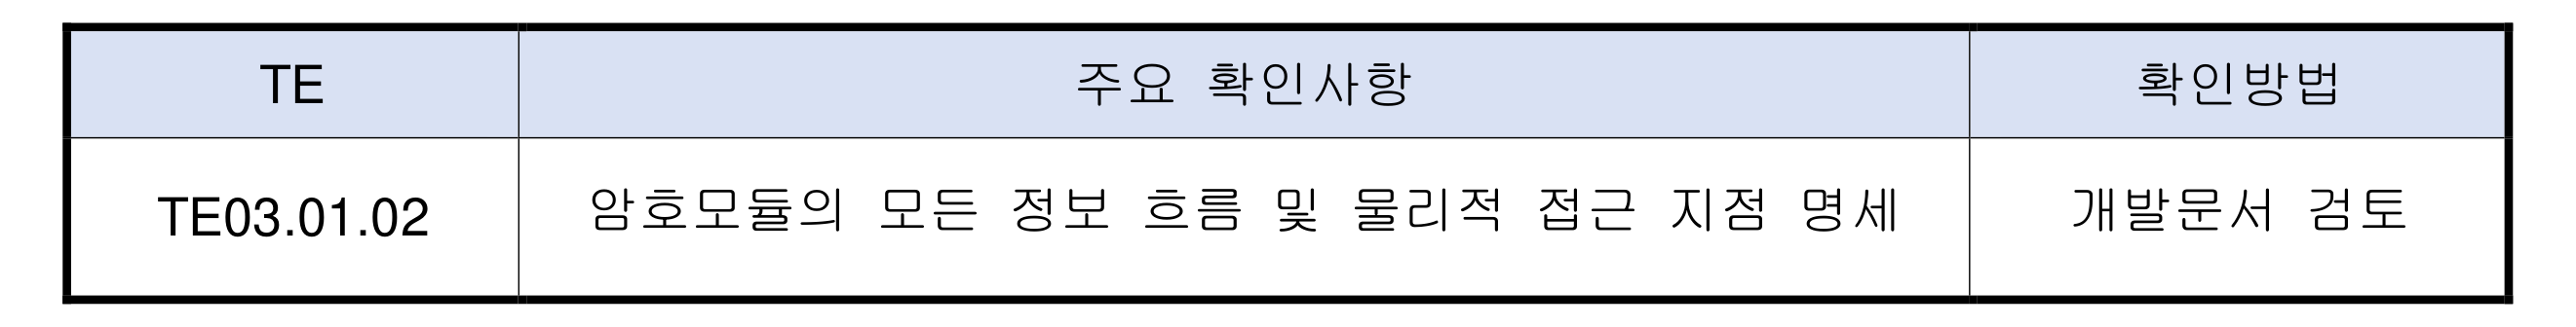 TE 주요 확인사항 확인방법
TE03.01.02 암호모듈의 모든 정보 흐름 및 물리적 접근 지점 명세 개발문서 검토